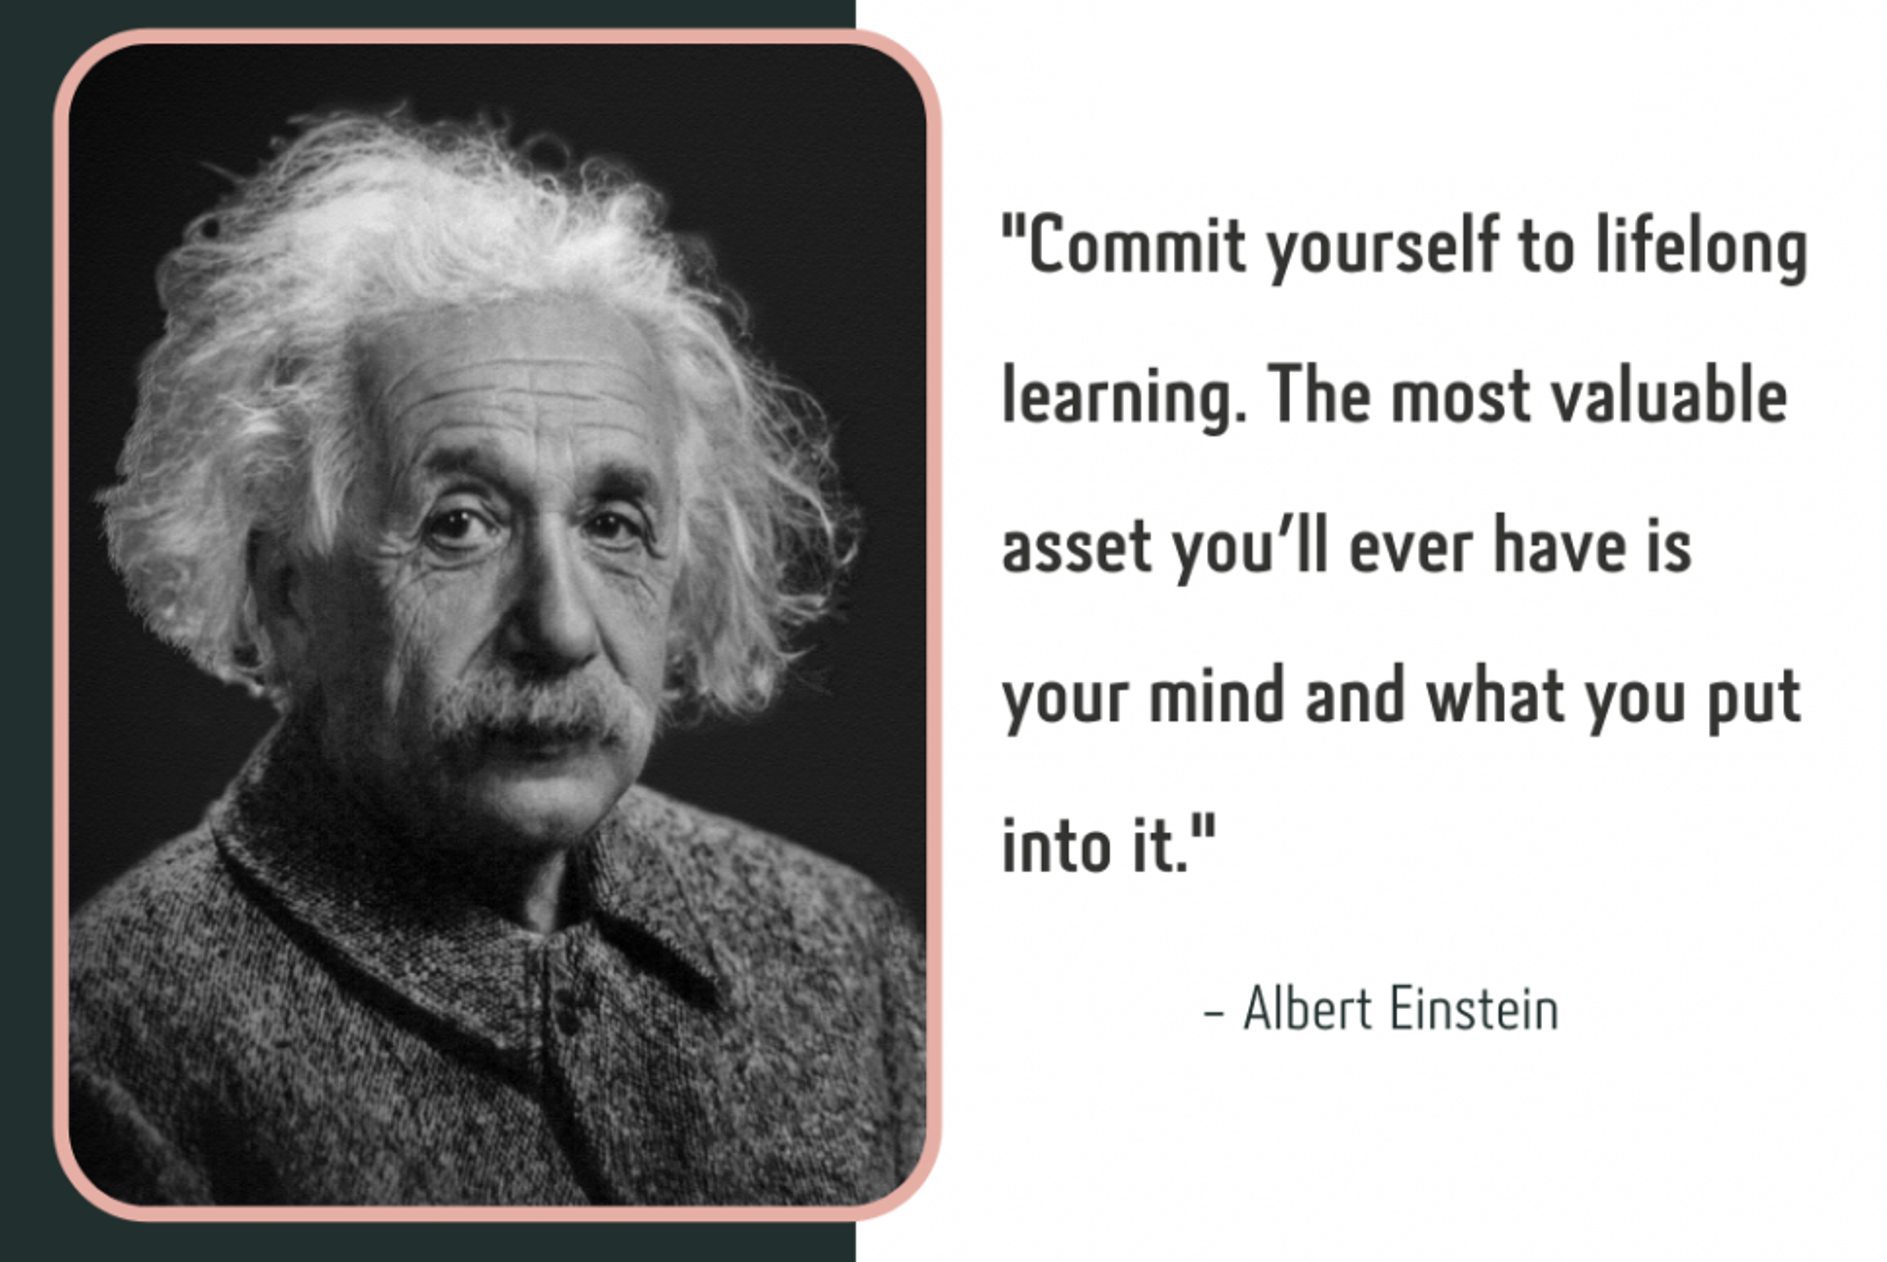 "Commit yourself to lifelong
learning. The most valuable
asset you’ll ever have is
your mind and what you put
into it."
– Albert Einstein